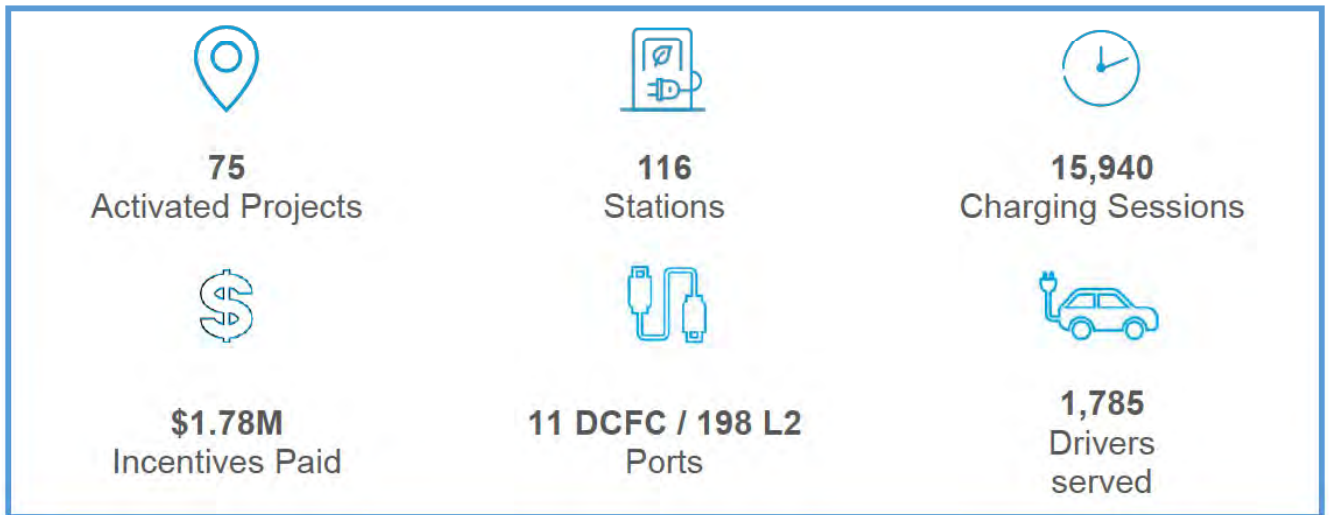 75
Activated Projects
116
Stations
15,940
Charging Sessions
$1.78M
Incentives Paid
11 DCFC / 198 L2
Ports
1,785
Drivers
served